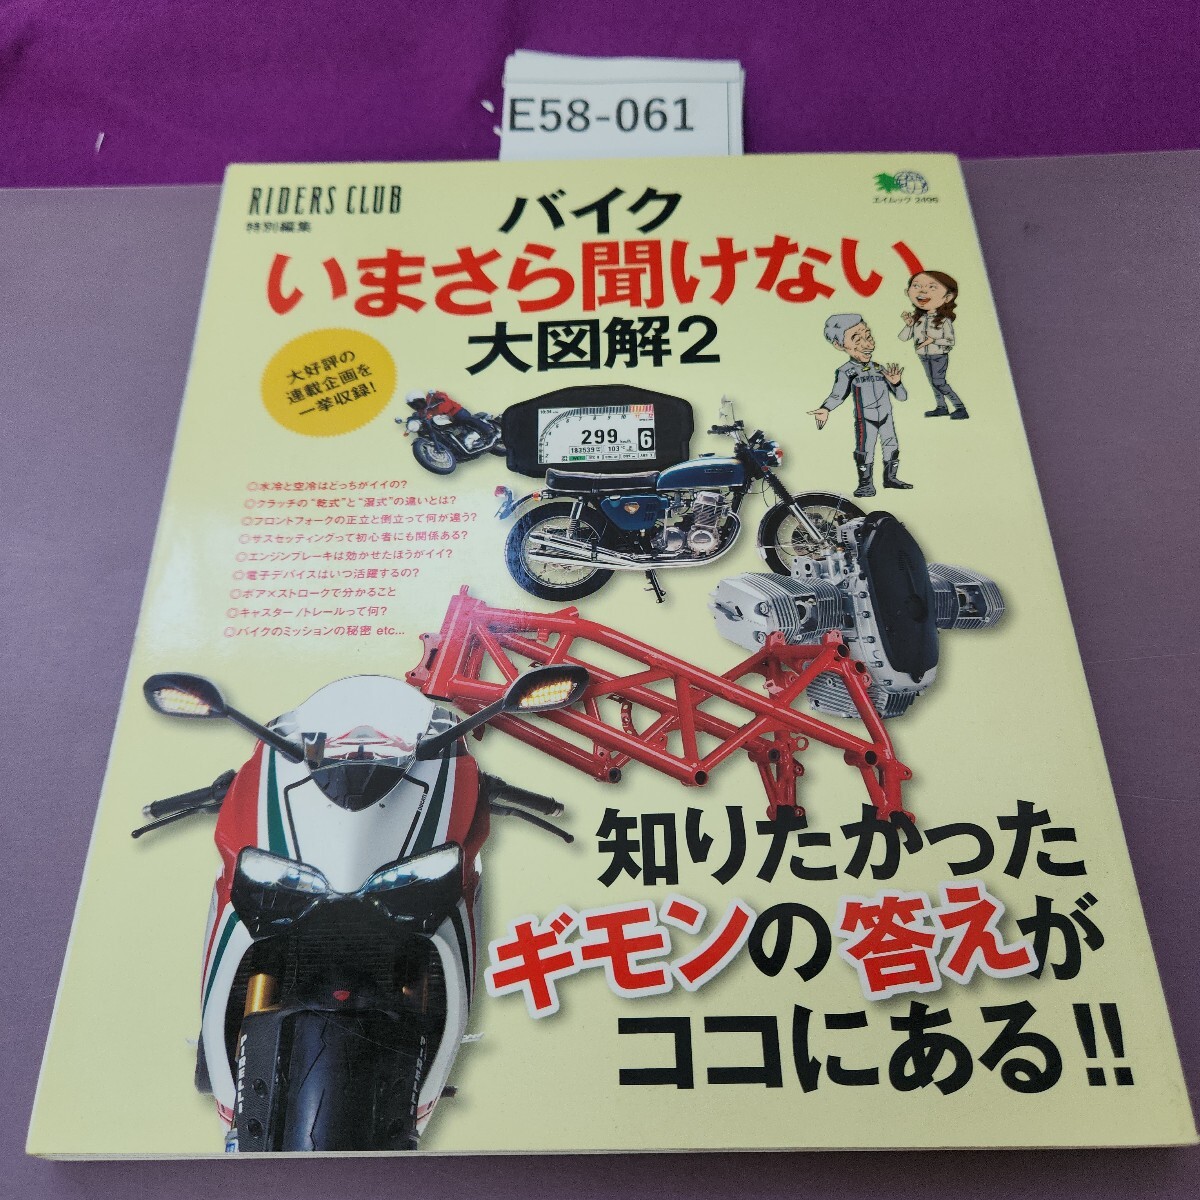 E58-061
RIDERS CLUB
特別編集
エイムック 2496
バイク
いまさら聞けない
大図解2
大好評の
連載企画を
一挙収録!
299 km/h
6
183539
103°C
◎水冷と空冷はどっちがイイの?
◎クラッチの"乾式"と"湿式"の違いとは?
◎フロントフォークの正立と倒立って何が違う?
◎サスセッティングって初心者にも関係ある?
◎エンジンブレーキは効かせたほうがイイ?
◎電子デバイスはいつ活躍するの?
◎ボア×ストロークで分かること
◎キャスター/トレールって何?
◎バイクのミッションの秘密 etc...
知りたかった
ギモンの答えが
ココにある!!
PIRELLI
PIRELLI